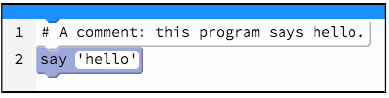 1 # A comment: this program says hello.
2 say 'hello'